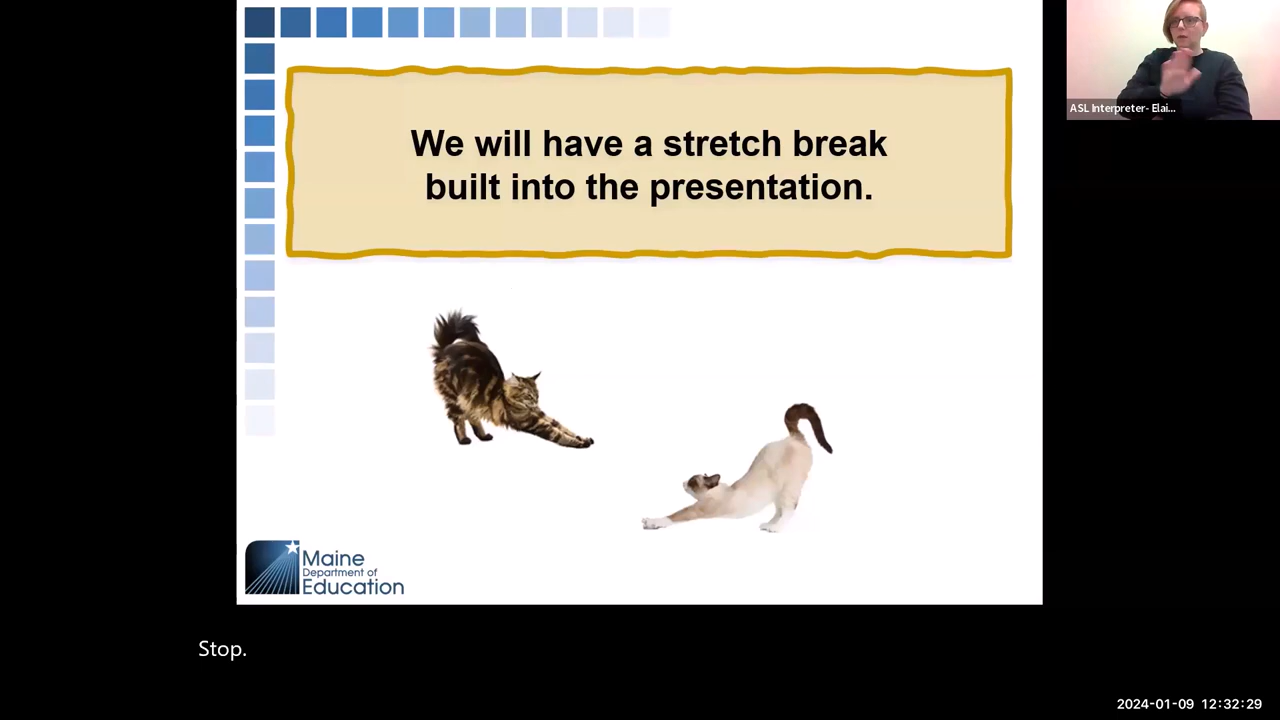 We will have a stretch break
built into the presentation.
ASL Interpreter- Elai...
Maine
Department of
Education
Stop.
2024-01-09 12:32:29